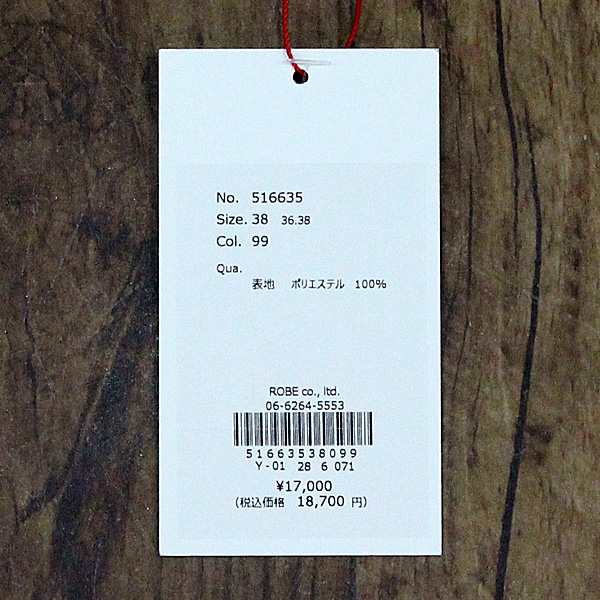 No. 516635
Size. 38 36.38
Col. 99
Qua.
表地 ポリエステル 100%
ROBE co., ltd.
06-6264-5553
51663538099
Y-01 28 6 071
¥17,000
(税込価格 18,700 円)